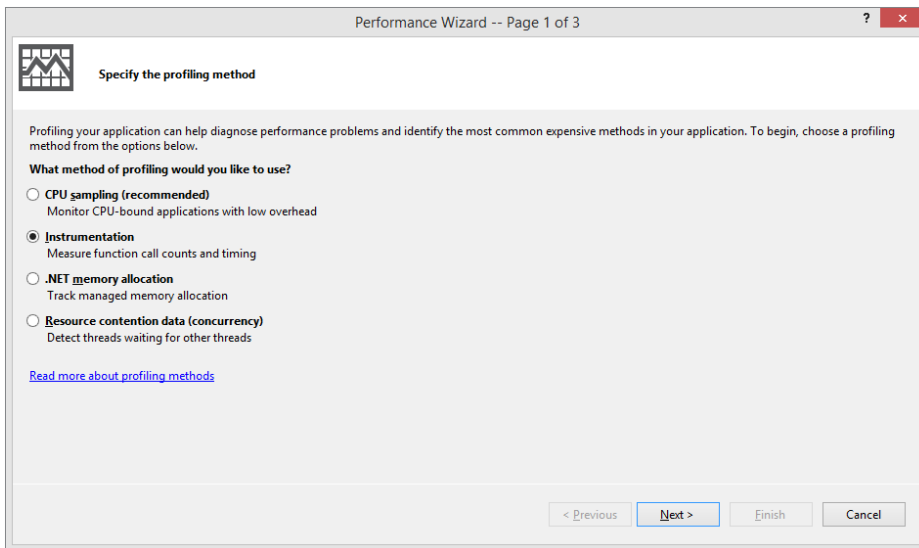 Performance Wizard -- Page 1 of 3
?
Specify the profiling method
Profiling your application can help diagnose performance problems and identify the most common expensive methods in your application. To begin, choose a profiling
method from the options below.
What method of profiling would you like to use?
CPU sampling (recommended)
Monitor CPU-bound applications with low overhead
Instrumentation
Measure function call counts and timing
.NET memory allocation
Track managed memory allocation
Resource contention data (concurrency)
Detect threads waiting for other threads
Read more about profiling methods
< Previous Next > Finish Cancel